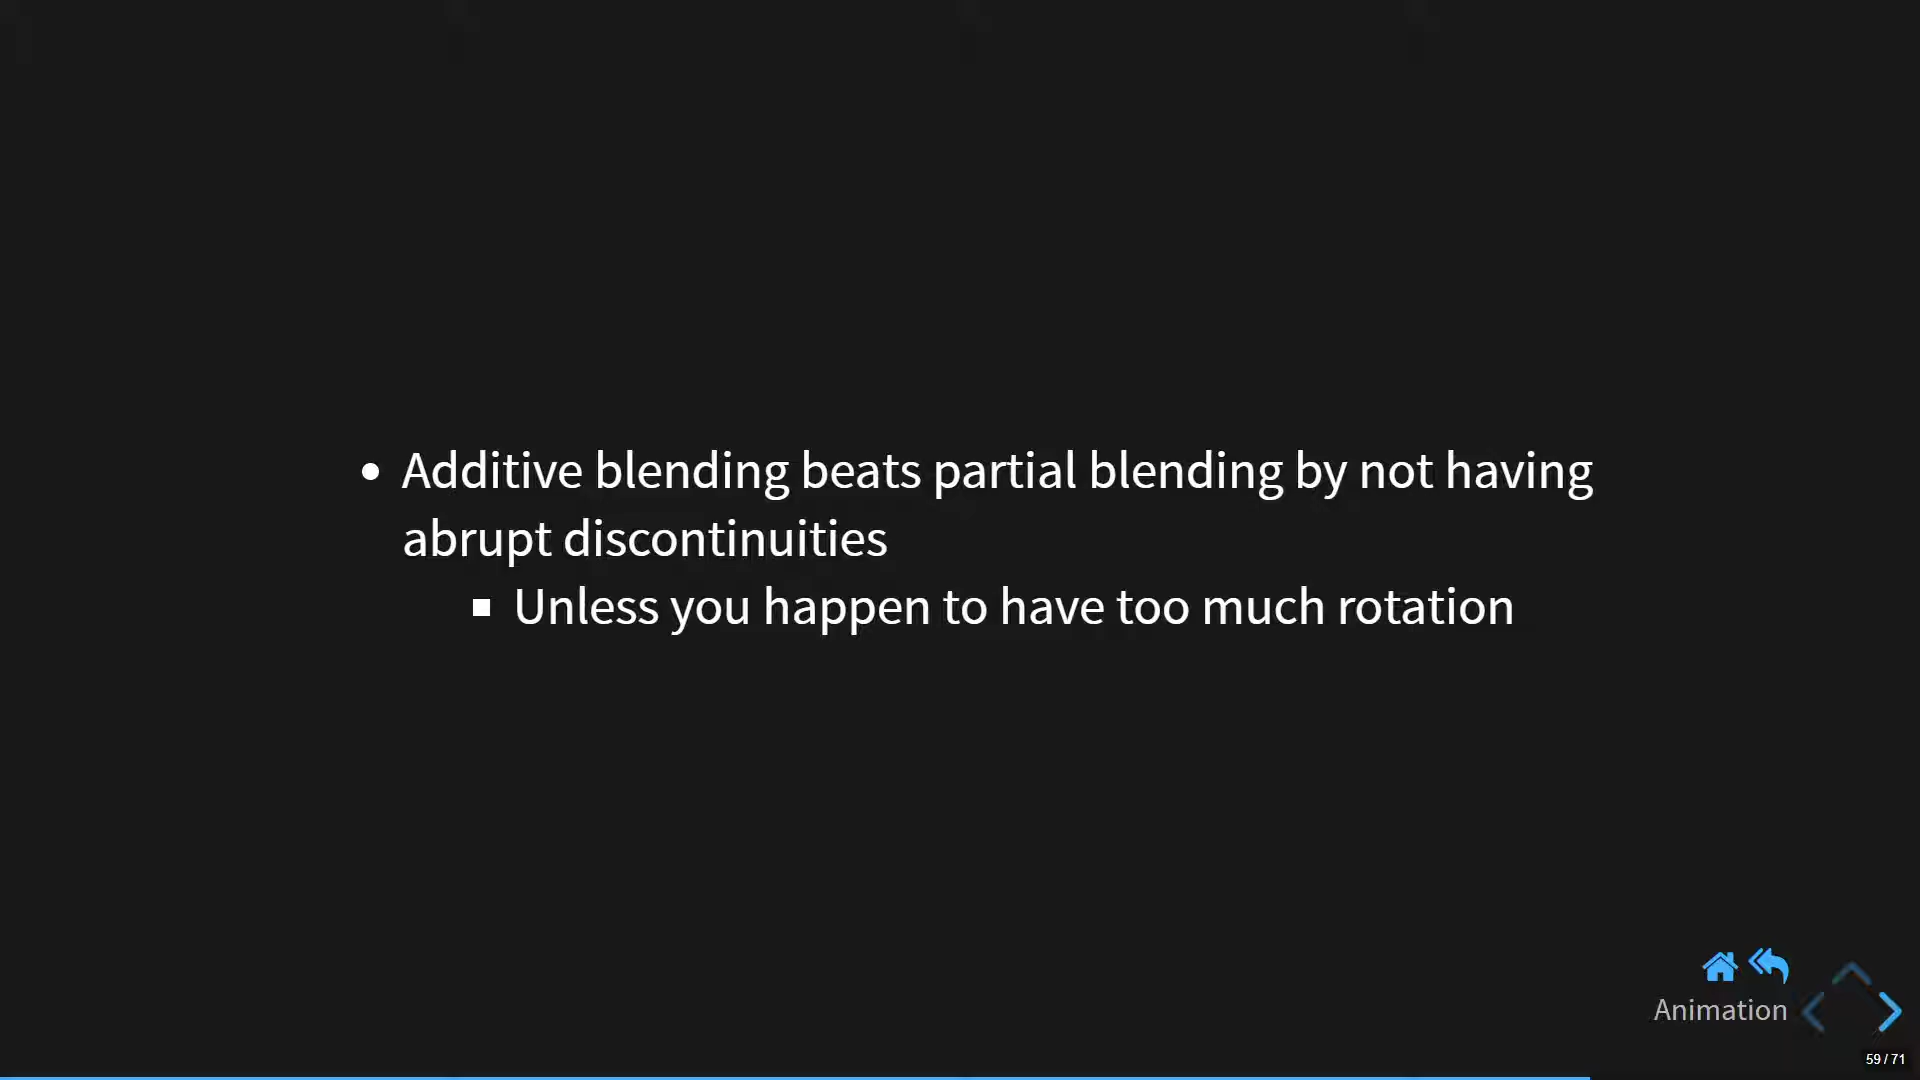 • Additive blending beats partial blending by not having
abrupt discontinuities
▪ Unless you happen to have too much rotation
Animation
59 / 71